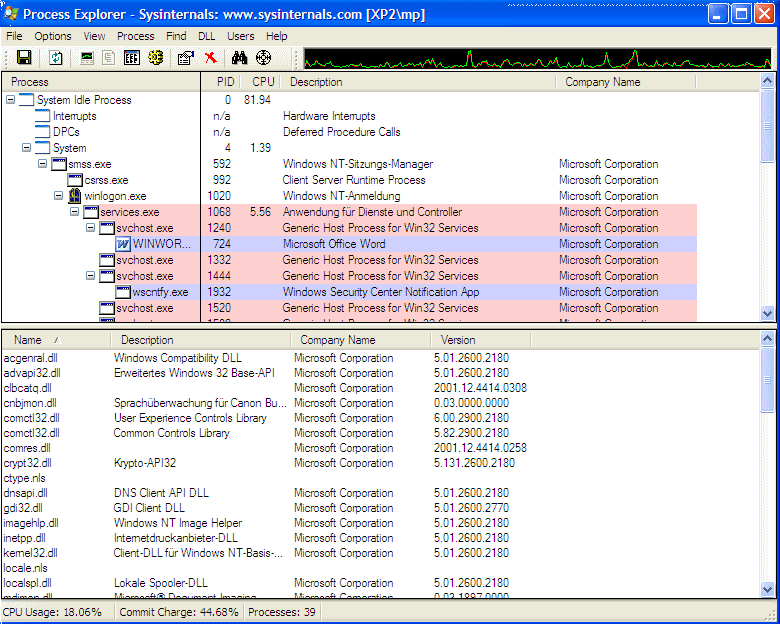 Process Explorer - Sysinternals: www.sysinternals.com [XP2\mp]
File Options View Process Find DLL Users Help
Process PID CPU Description Company Name
System Idle Process 0 81.94
Interrupts n/a Hardware Interrupts
DPCs n/a Deferred Procedure Calls
System 4 1.39
smss.exe 592 Windows NT-Sitzungs-Manager Microsoft Corporation
csrss.exe 992 Client Server Runtime Process Microsoft Corporation
winlogon.exe 1020 Windows NT-Anmeldung Microsoft Corporation
services.exe 1068 5.56 Anwendung für Dienste und Controller Microsoft Corporation
svchost.exe 1240 Generic Host Process for Win32 Services Microsoft Corporation
WINWOR... 724 Microsoft Office Word Microsoft Corporation
svchost.exe 1332 Generic Host Process for Win32 Services Microsoft Corporation
svchost.exe 1444 Generic Host Process for Win32 Services Microsoft Corporation
wscntfy.exe 1932 Windows Security Center Notification App Microsoft Corporation
svchost.exe 1520 Generic Host Process for Win32 Services Microsoft Corporation
Name Description Company Name Version
acgenral.dll Windows Compatibility DLL Microsoft Corporation 5.01.2600.2180
advapi32.dll Erweitertes Windows 32 Base-API Microsoft Corporation 5.01.2600.2180
clbcatq.dll Microsoft Corporation 2001.12.4414.0308
cnbjmon.dll Sprachüberwachung für Canon Bu... Microsoft Corporation 0.03.0000.0000
comctl32.dll User Experience Controls Library Microsoft Corporation 6.00.2900.2180
comctl32.dll Common Controls Library Microsoft Corporation 5.82.2900.2180
comres.dll Microsoft Corporation 2001.12.4414.0258
crypt32.dll Krypto-API32 Microsoft Corporation 5.131.2600.2180
ctype.nls
dnsapi.dll DNS Client API DLL Microsoft Corporation 5.01.2600.2180
gdi32.dll GDI Client DLL Microsoft Corporation 5.01.2600.2770
imagehlp.dll Windows NT Image Helper Microsoft Corporation 5.01.2600.2180
inetpp.dll Internetdruckanbieter-DLL Microsoft Corporation 5.01.2600.2180
kernel32.dll Client-DLL für Windows NT-Basis-... Microsoft Corporation 5.01.2600.2180
locale.nls
localspl.dll Lokale Spooler-DLL Microsoft Corporation 5.01.2600.2180
CPU Usage: 18.06% Commit Charge: 44.68% Processes: 39